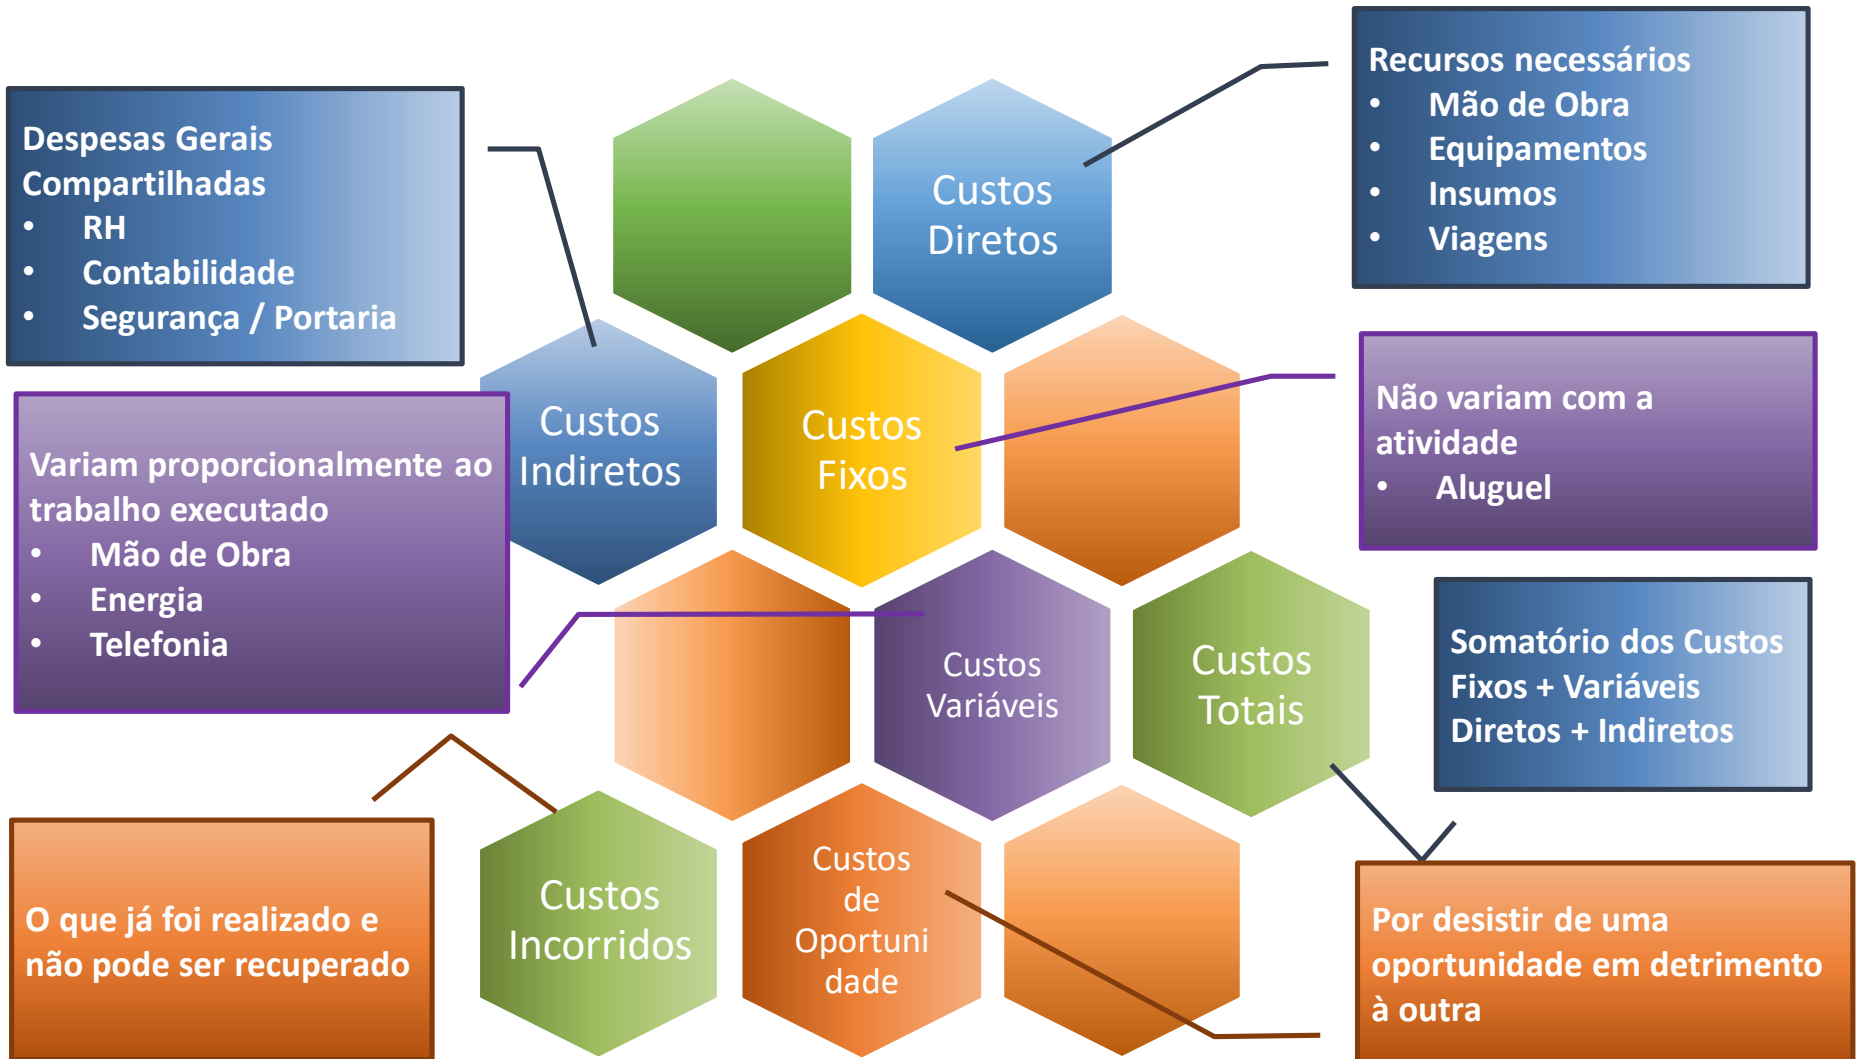 Despesas Gerais
Compartilhadas
• RH
• Contabilidade
• Segurança / Portaria
Custos
Diretos
Recursos necessários
• Mão de Obra
• Equipamentos
• Insumos
• Viagens
Variam proporcionalmente ao
trabalho executado
• Mão de Obra
• Energia
• Telefonia
Custos
Indiretos
Custos
Fixos
Não variam com a
atividade
• Aluguel
Custos
Variáveis
Custos
Totais
Somatório dos Custos
Fixos + Variáveis
Diretos + Indiretos
O que já foi realizado e
não pode ser recuperado
Custos
Incorridos
Custos
de
Oportuni
dade
Por desistir de uma
oportunidade em detrimento
à outra